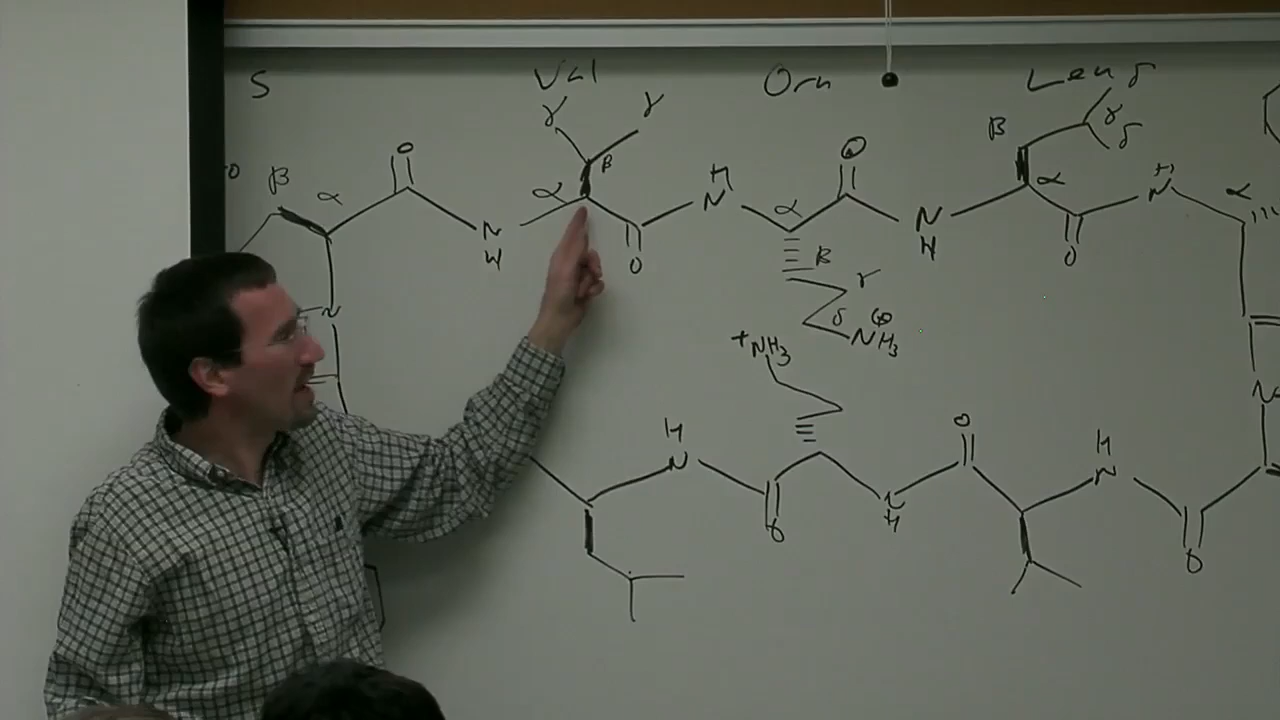 S Val Orn Leu δ
γ γ β γ δ
O O H O H
O β α α β α β α α
N H O N H O
N H N H
β γ
δ ⊕
NH3
N
+NH3
N
H O H
N O N H N O